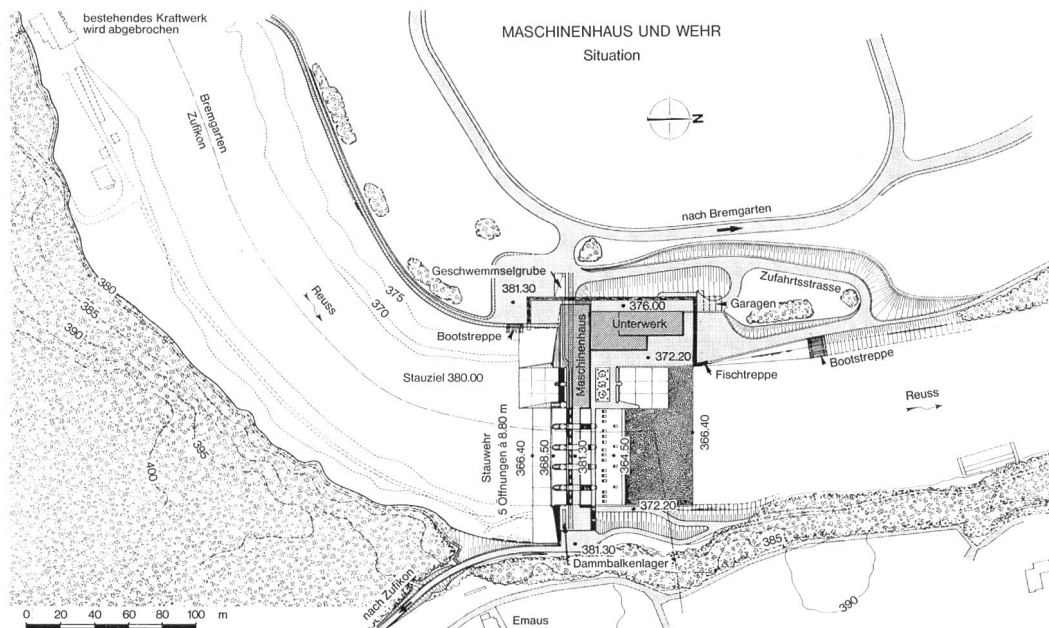 bestehendes Kraftwerk
wird abgebrochen
MASCHINENHAUS UND WEHR
Situation
N
Bremgarten
Zufikon
nach Bremgarten
Geschwemmselgrube
381.30
Zufahrtsstrasse
376.00
Garagen
Unterwerk
380
385
390
395
400
375
370
Reuss
Bootstreppe
Maschinenhaus
372.20
Bootstreppe
Fischtreppe
Stauziel 380.00
Reuss
Stauwehr
5 Öffnungen à 8.80 m
366.40
368.50
381.30
364.50
366.40
372.20
381.30
385
Dammbalkenlager
nach Zufikon
390
Emaus
0 20 40 60 80 100 m